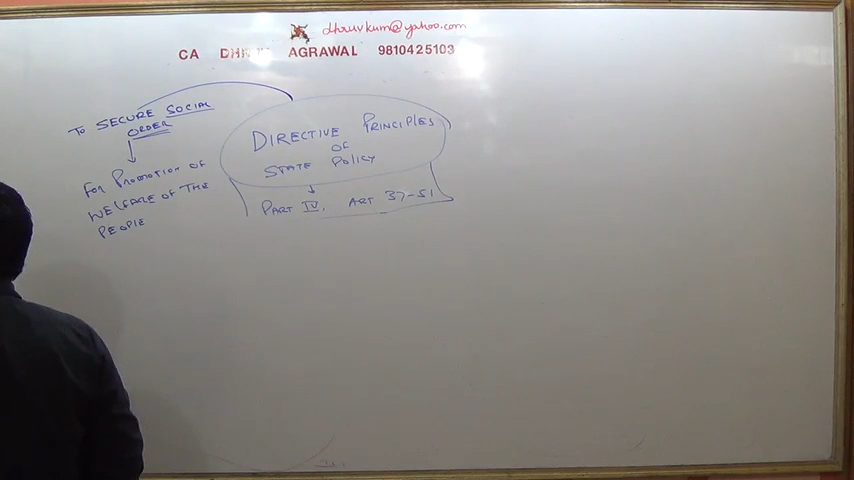 dhruvkum@yahoo.com
CA AGRAWAL 9810425103
TO SECURE SOCIAL
ORDER
FOR PROMOTION OF
WELFARE OF THE
PEOPLE
DIRECTIVE PRINCIPLES
OF
STATE POLICY
PART IV, ART 37-51